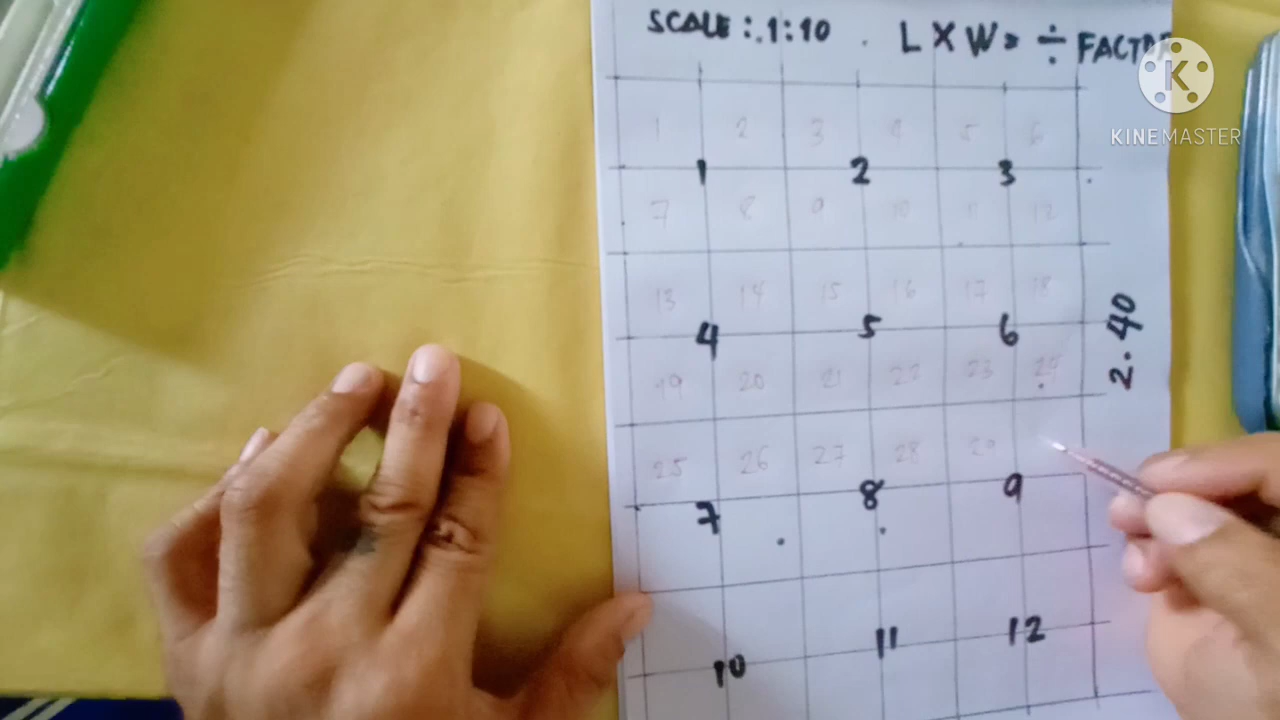 SCALE: 1:10 L X W = ÷ FACTOR
K
KINEMASTER
1 2 3 4 5 6
1 2 3
7 8 9 10 11 12
13 14 15 16 17 18
4 5 6
2.40
19 20 21 22 23 24
25 26 27 28 29
7 8 9
10 11 12